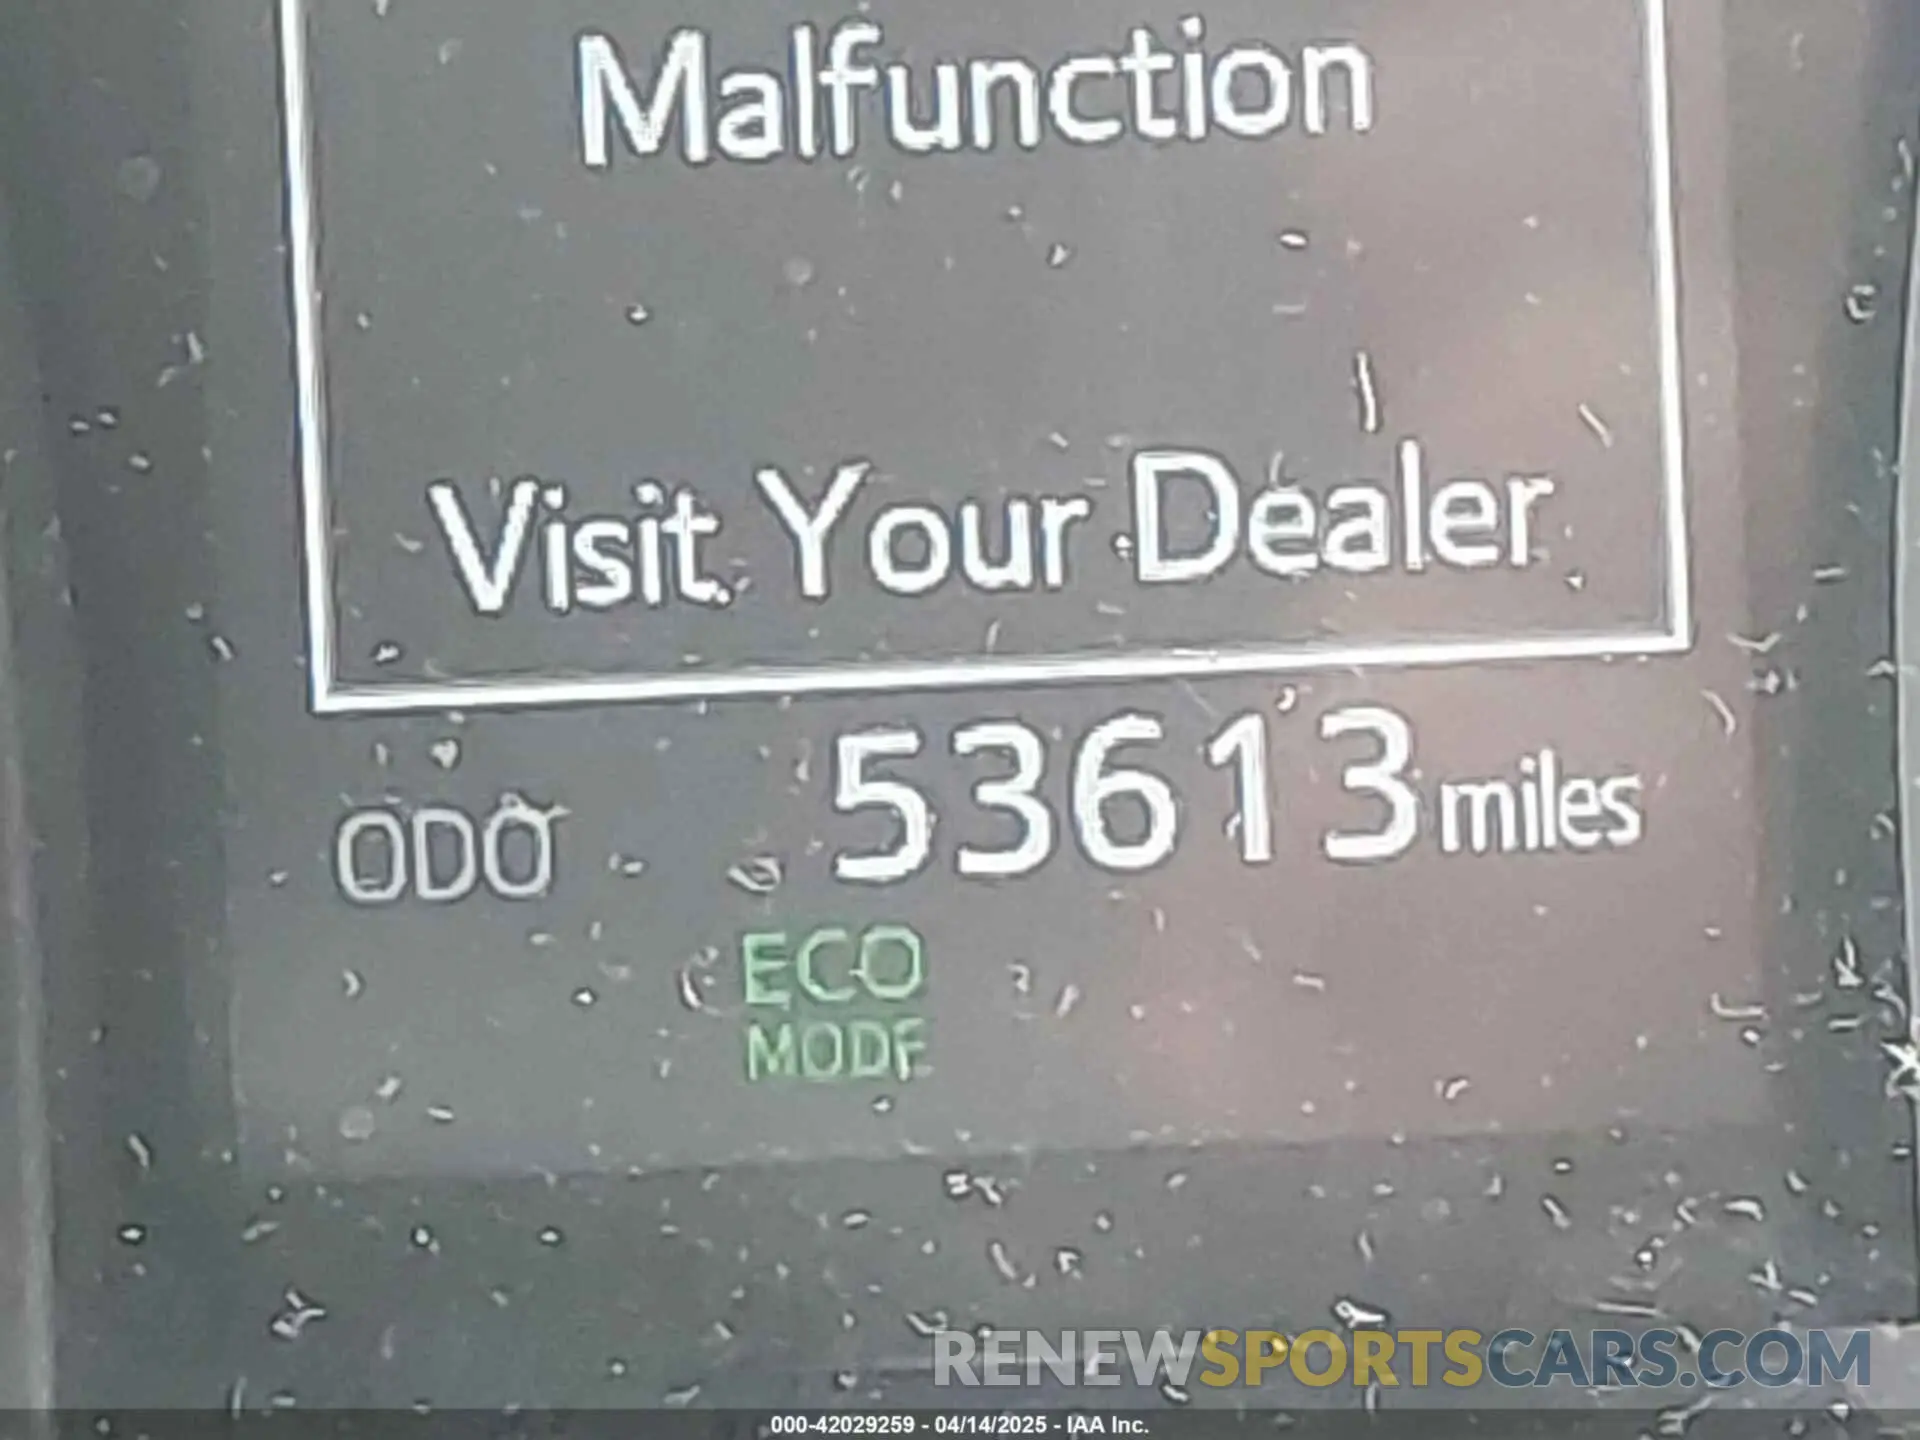 Malfunction
Visit Your Dealer
ODO 53613 miles
ECO
MODE
RENEWSPORTSCARS.COM
000-42029259 - 04/14/2025 - IAA Inc.